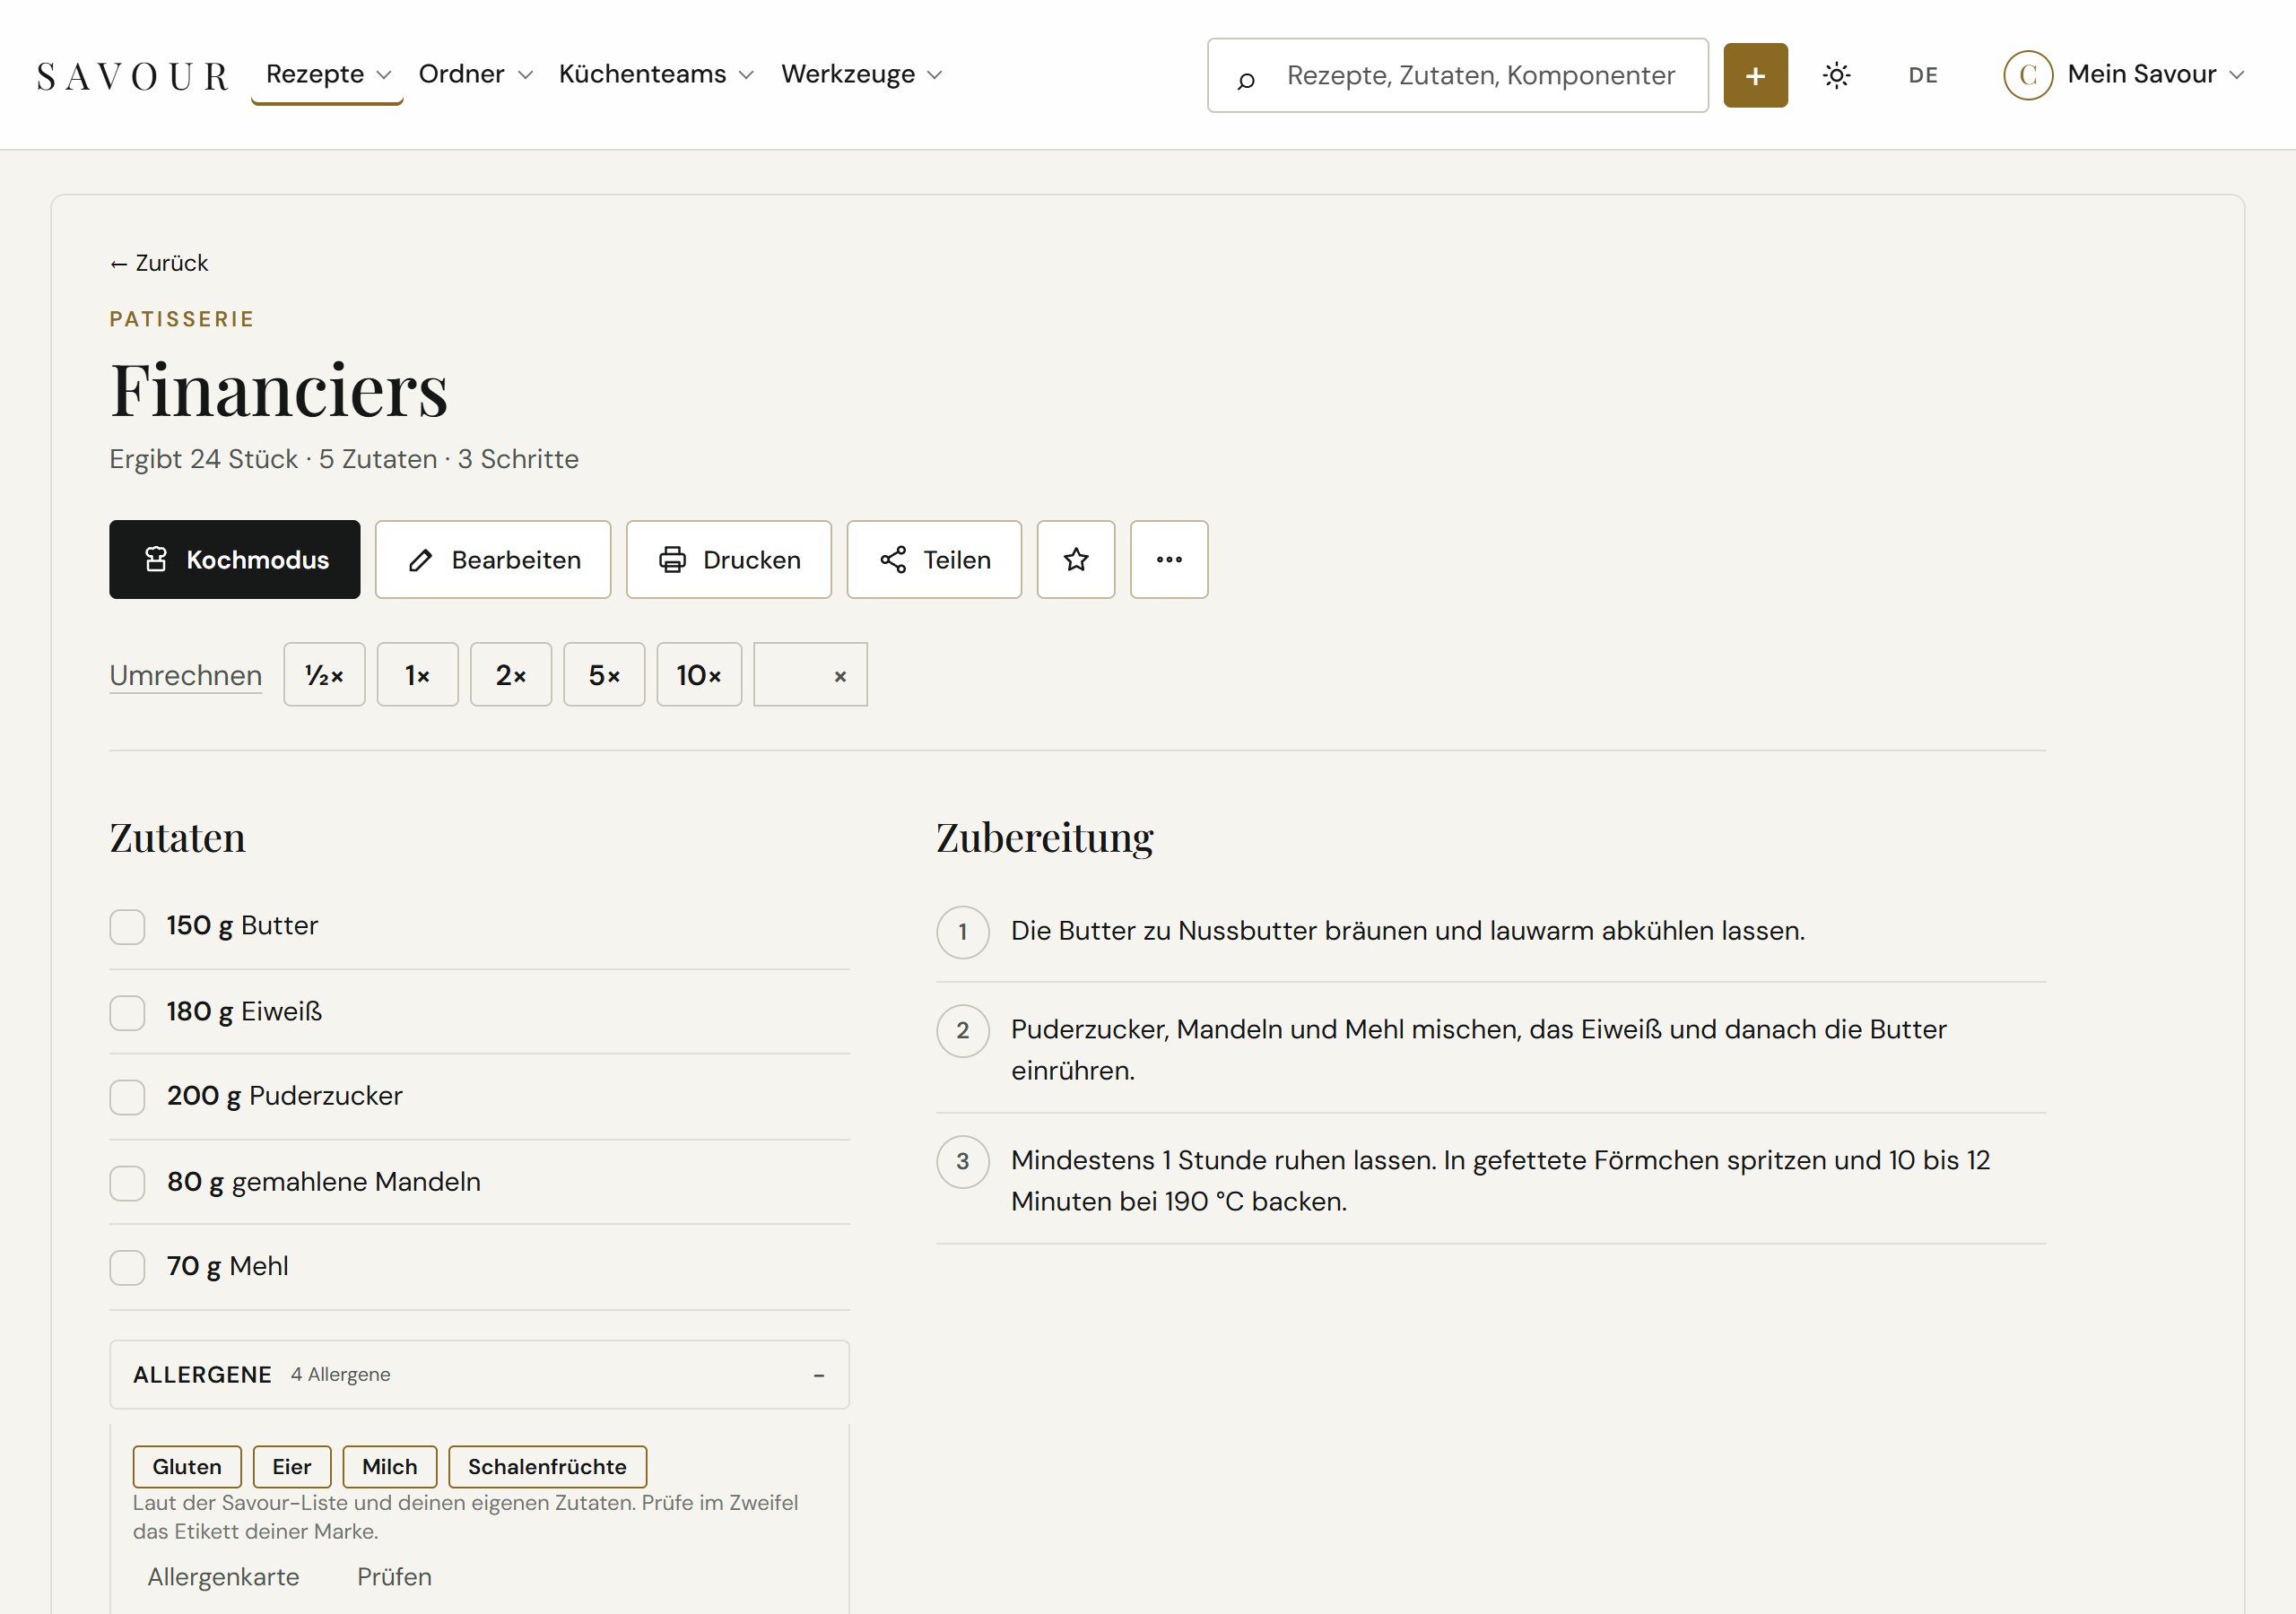 SAVOUR Rezepte Ordner Küchenteams Werkzeuge Rezepte, Zutaten, Komponenten + DE C Mein Savour
← Zurück
PATISSERIE
Financiers
Ergibt 24 Stück · 5 Zutaten · 3 Schritte
Kochmodus Bearbeiten Drucken Teilen
Umrechnen ½× 1× 2× 5× 10× ×
Zutaten
150 g Butter
180 g Eiweiß
200 g Puderzucker
80 g gemahlene Mandeln
70 g Mehl
ALLERGENE 4 Allergene –
Gluten Eier Milch Schalenfrüchte
Laut der Savour-Liste und deinen eigenen Zutaten. Prüfe im Zweifel
das Etikett deiner Marke.
Allergenkarte Prüfen
Zubereitung
1 Die Butter zu Nussbutter bräunen und lauwarm abkühlen lassen.
2 Puderzucker, Mandeln und Mehl mischen, das Eiweiß und danach die Butter
einrühren.
3 Mindestens 1 Stunde ruhen lassen. In gefettete Förmchen spritzen und 10 bis 12
Minuten bei 190 °C backen.